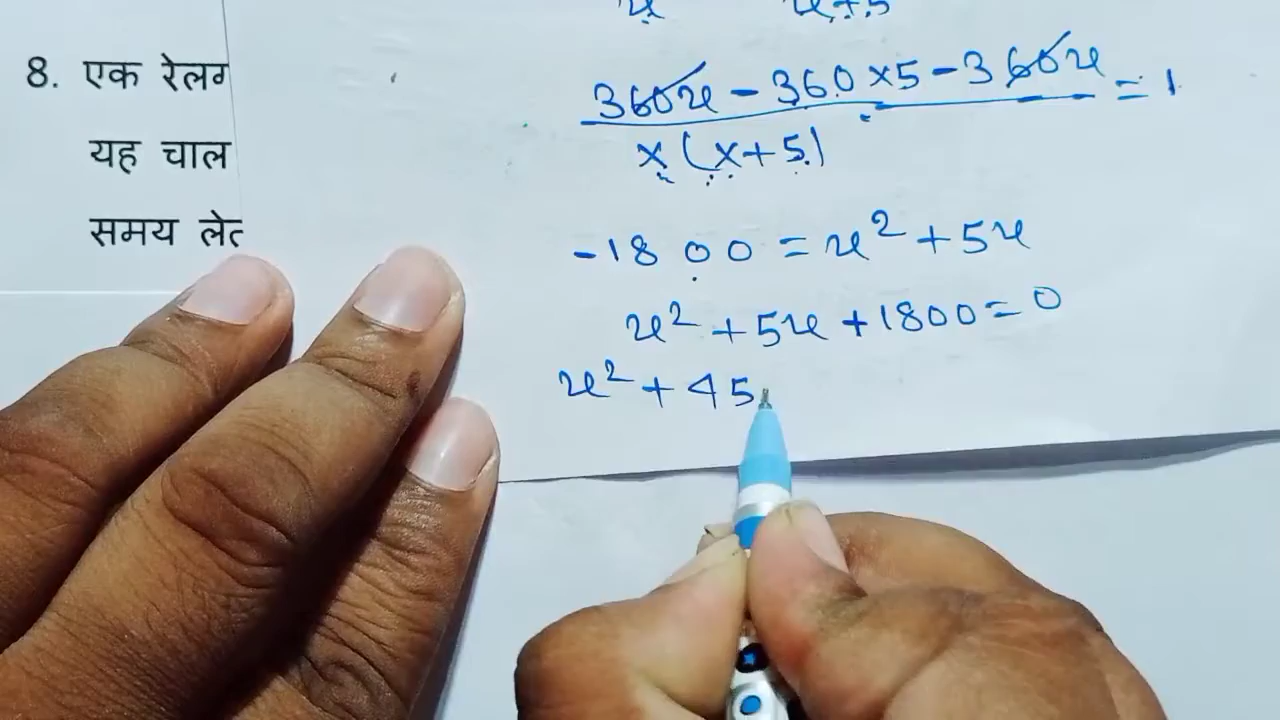 8. एक रेलग
यह चाल
समय लेत
x x+5
360x - 360×5 - 360x = 1
x(x+5)
-1800 = x² + 5x
x² + 5x + 1800 = 0
x² + 45